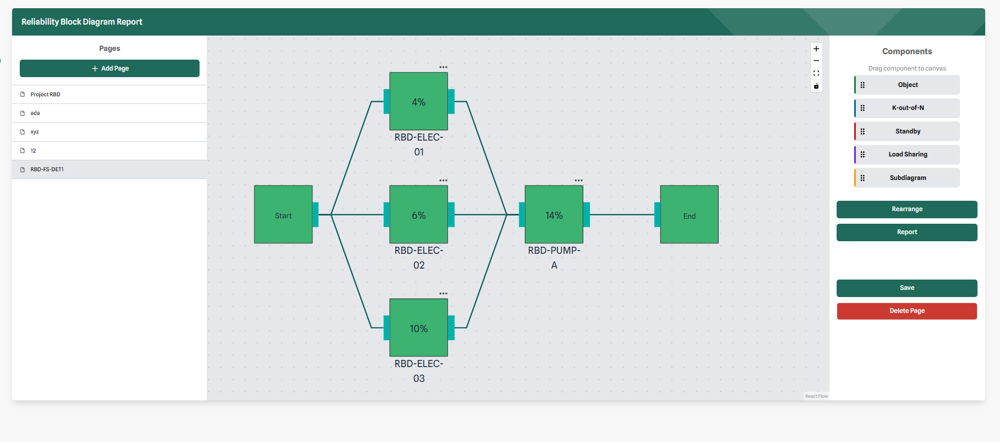 Reliability Block Diagram Report
Pages
+ Add Page
Project RBD
ada
xyz
12
RBD-FS-DET1
4%
RBD-ELEC-
01
Start
6%
RBD-ELEC-
02
14%
RBD-PUMP-
A
End
10%
RBD-ELEC-
03
React Flow
Components
Drag component to canvas
Object
K-out-of-N
Standby
Load Sharing
Subdiagram
Rearrange
Report
Save
Delete Page